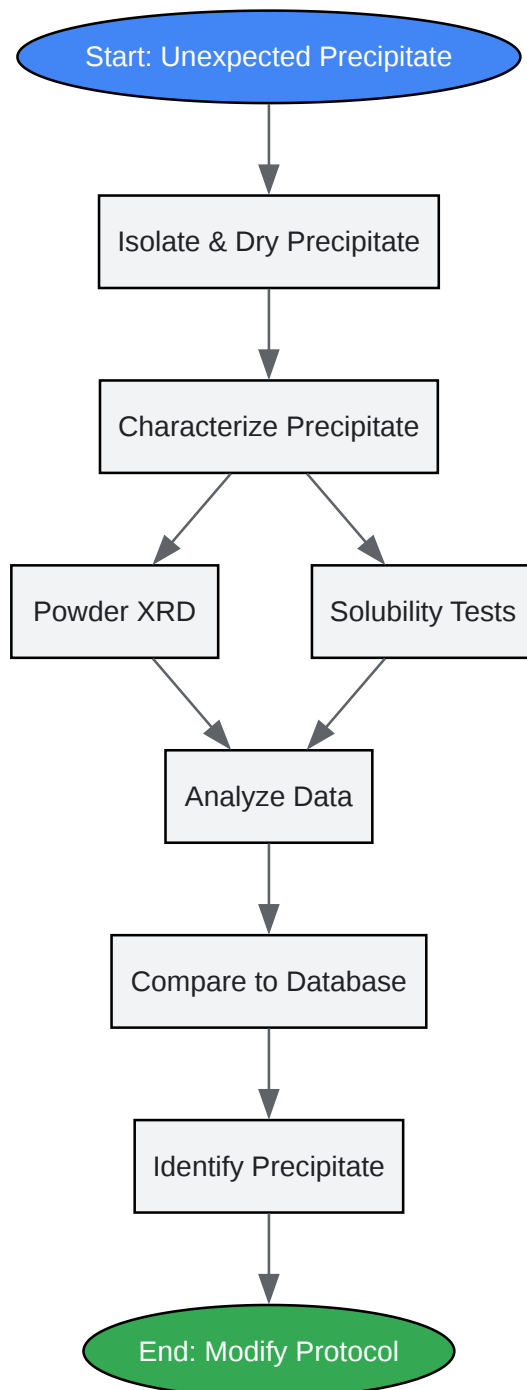 Start: Unexpected Precipitate
Isolate & Dry Precipitate
Characterize Precipitate
Powder XRD
Solubility Tests
Analyze Data
Compare to Database
Identify Precipitate
End: Modify Protocol